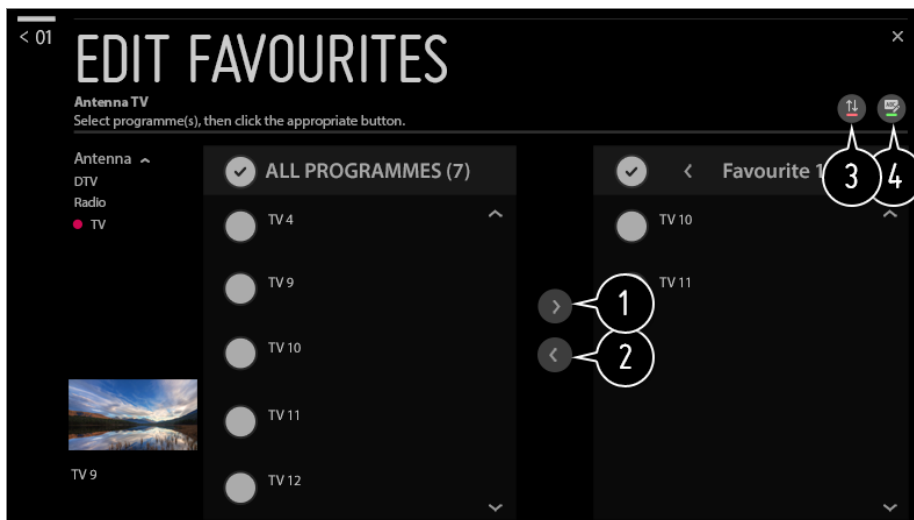 < 01
EDIT FAVOURITES
Antenna TV
Select programme(s), then click the appropriate button.
Antenna
DTV
Radio
TV
TV 9
ALL PROGRAMMES (7)
TV 4
TV 9
TV 10
TV 11
TV 12
1
2
Favourite 1
TV 10
TV 11
3
4